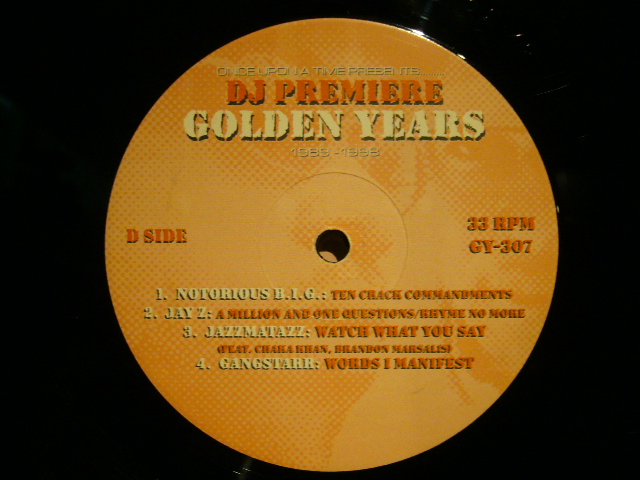 ONCE UPON A TIME PRESENTS....
DJ PREMIERE
GOLDEN YEARS
1989 -1998
D SIDE
33 RPM
GY-307
1. NOTORIOUS B.I.G.: TEN CRACK COMMANDMENTS
2. JAY Z: A MILLION AND ONE QUESTIONS/RHYME NO MORE
3. JAZZMATAZZ: WATCH WHAT YOU SAY
(FEAT. CHAKA KHAN, BRANDON MARSALIS)
4. GANGSTARR: WORDS I MANIFEST